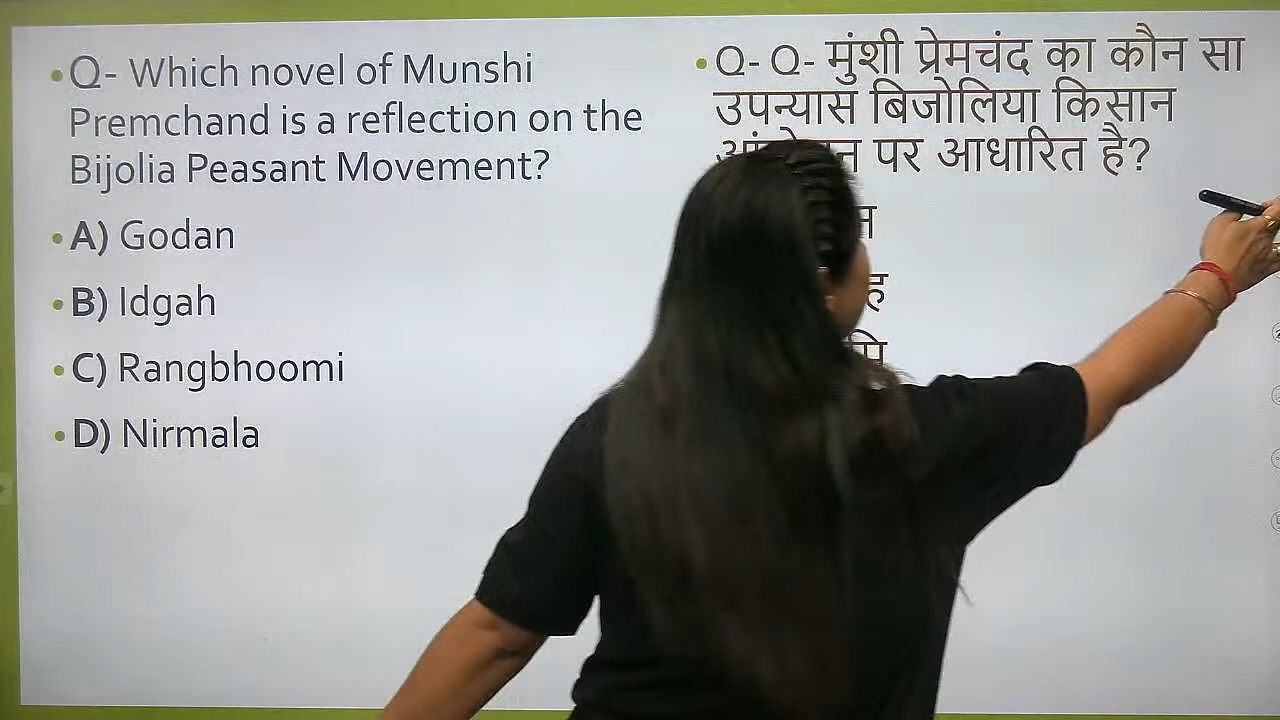 Q- Which novel of Munshi
Premchand is a reflection on the
Bijolia Peasant Movement?
A) Godan
B) Idgah
C) Rangbhoomi
D) Nirmala
Q- Q- मुंशी प्रेमचंद का कौन सा
उपन्यास बिजोलिया किसान
पर आधारित है?